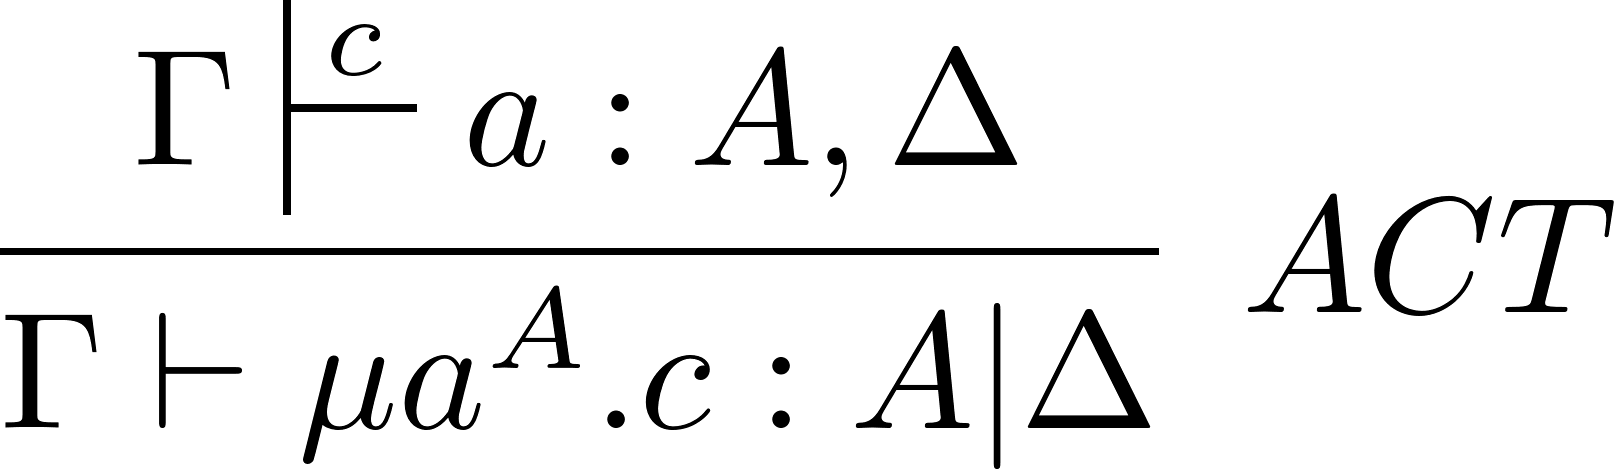 Γ ⊢^c a : A, Δ
ACT
Γ ⊢ μa^A.c : A|Δ